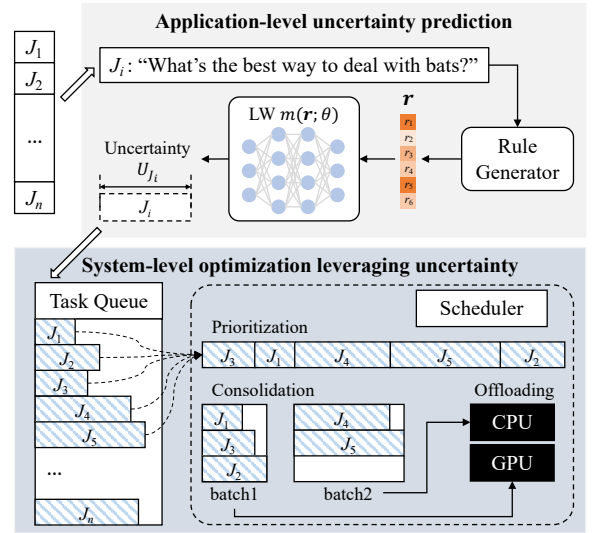 Application-level uncertainty prediction
J1
J2
...
Jn
Ji: “What's the best way to deal with bats?”
LW m(r; θ)
r
r1
r2
r3
r4
r5
r6
Rule
Generator
Uncertainty
UJi
Ji
System-level optimization leveraging uncertainty
Task Queue
J1
J2
J3
J4
J5
...
Jn
Scheduler
Prioritization
J3 J1 J4 J5 J2
Consolidation
J1
J3
J2
batch1
J4
J5
batch2
Offloading
CPU
GPU